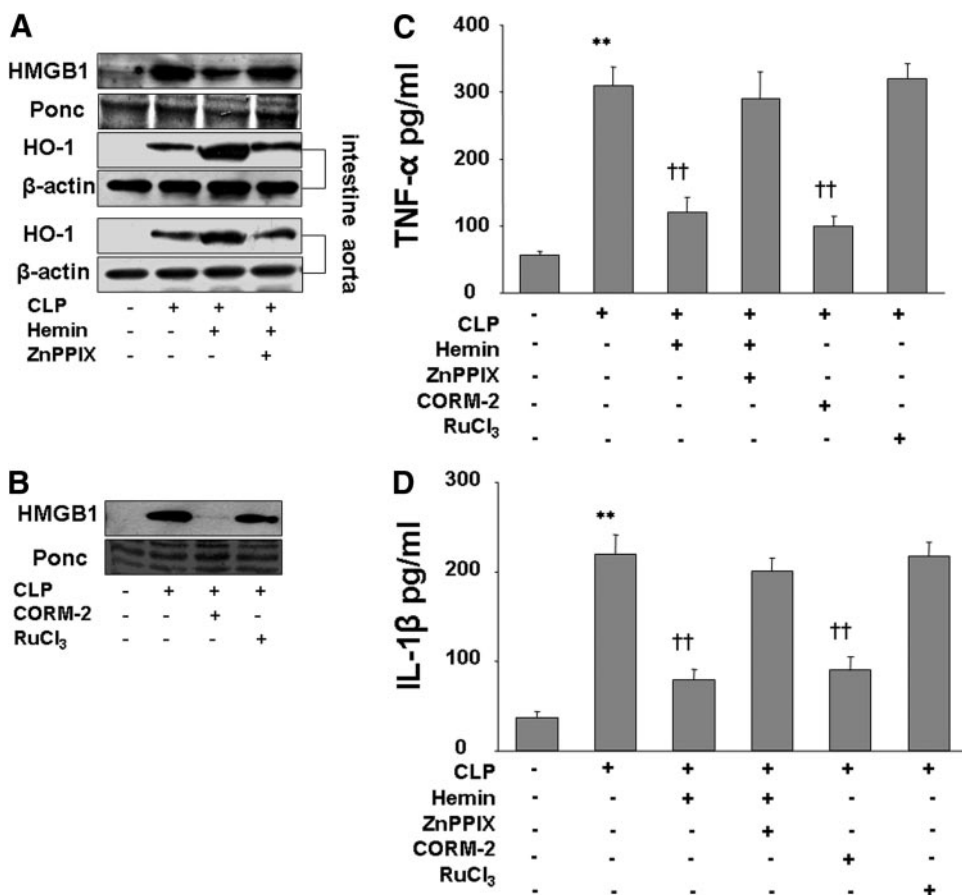 A
HMGB1
Ponc
HO-1
β-actin
HO-1
β-actin
intestine aorta
CLP - + + +
Hemin - - + +
ZnPPIX - - - +
B
HMGB1
Ponc
CLP - + + +
CORM-2 - - + -
RuCl3 - - - +
C
TNF-α pg/ml
400
300
200
100
0
**
††
††
CLP - + + + + +
Hemin - - + + - -
ZnPPIX - - - + - -
CORM-2 - - - - + -
RuCl3 - - - - - +
D
IL-1β pg/ml
300
200
100
0
**
††
††
CLP - + + + + +
Hemin - - + + - -
ZnPPIX - - - + - -
CORM-2 - - - - + -
RuCl3 - - - - - +